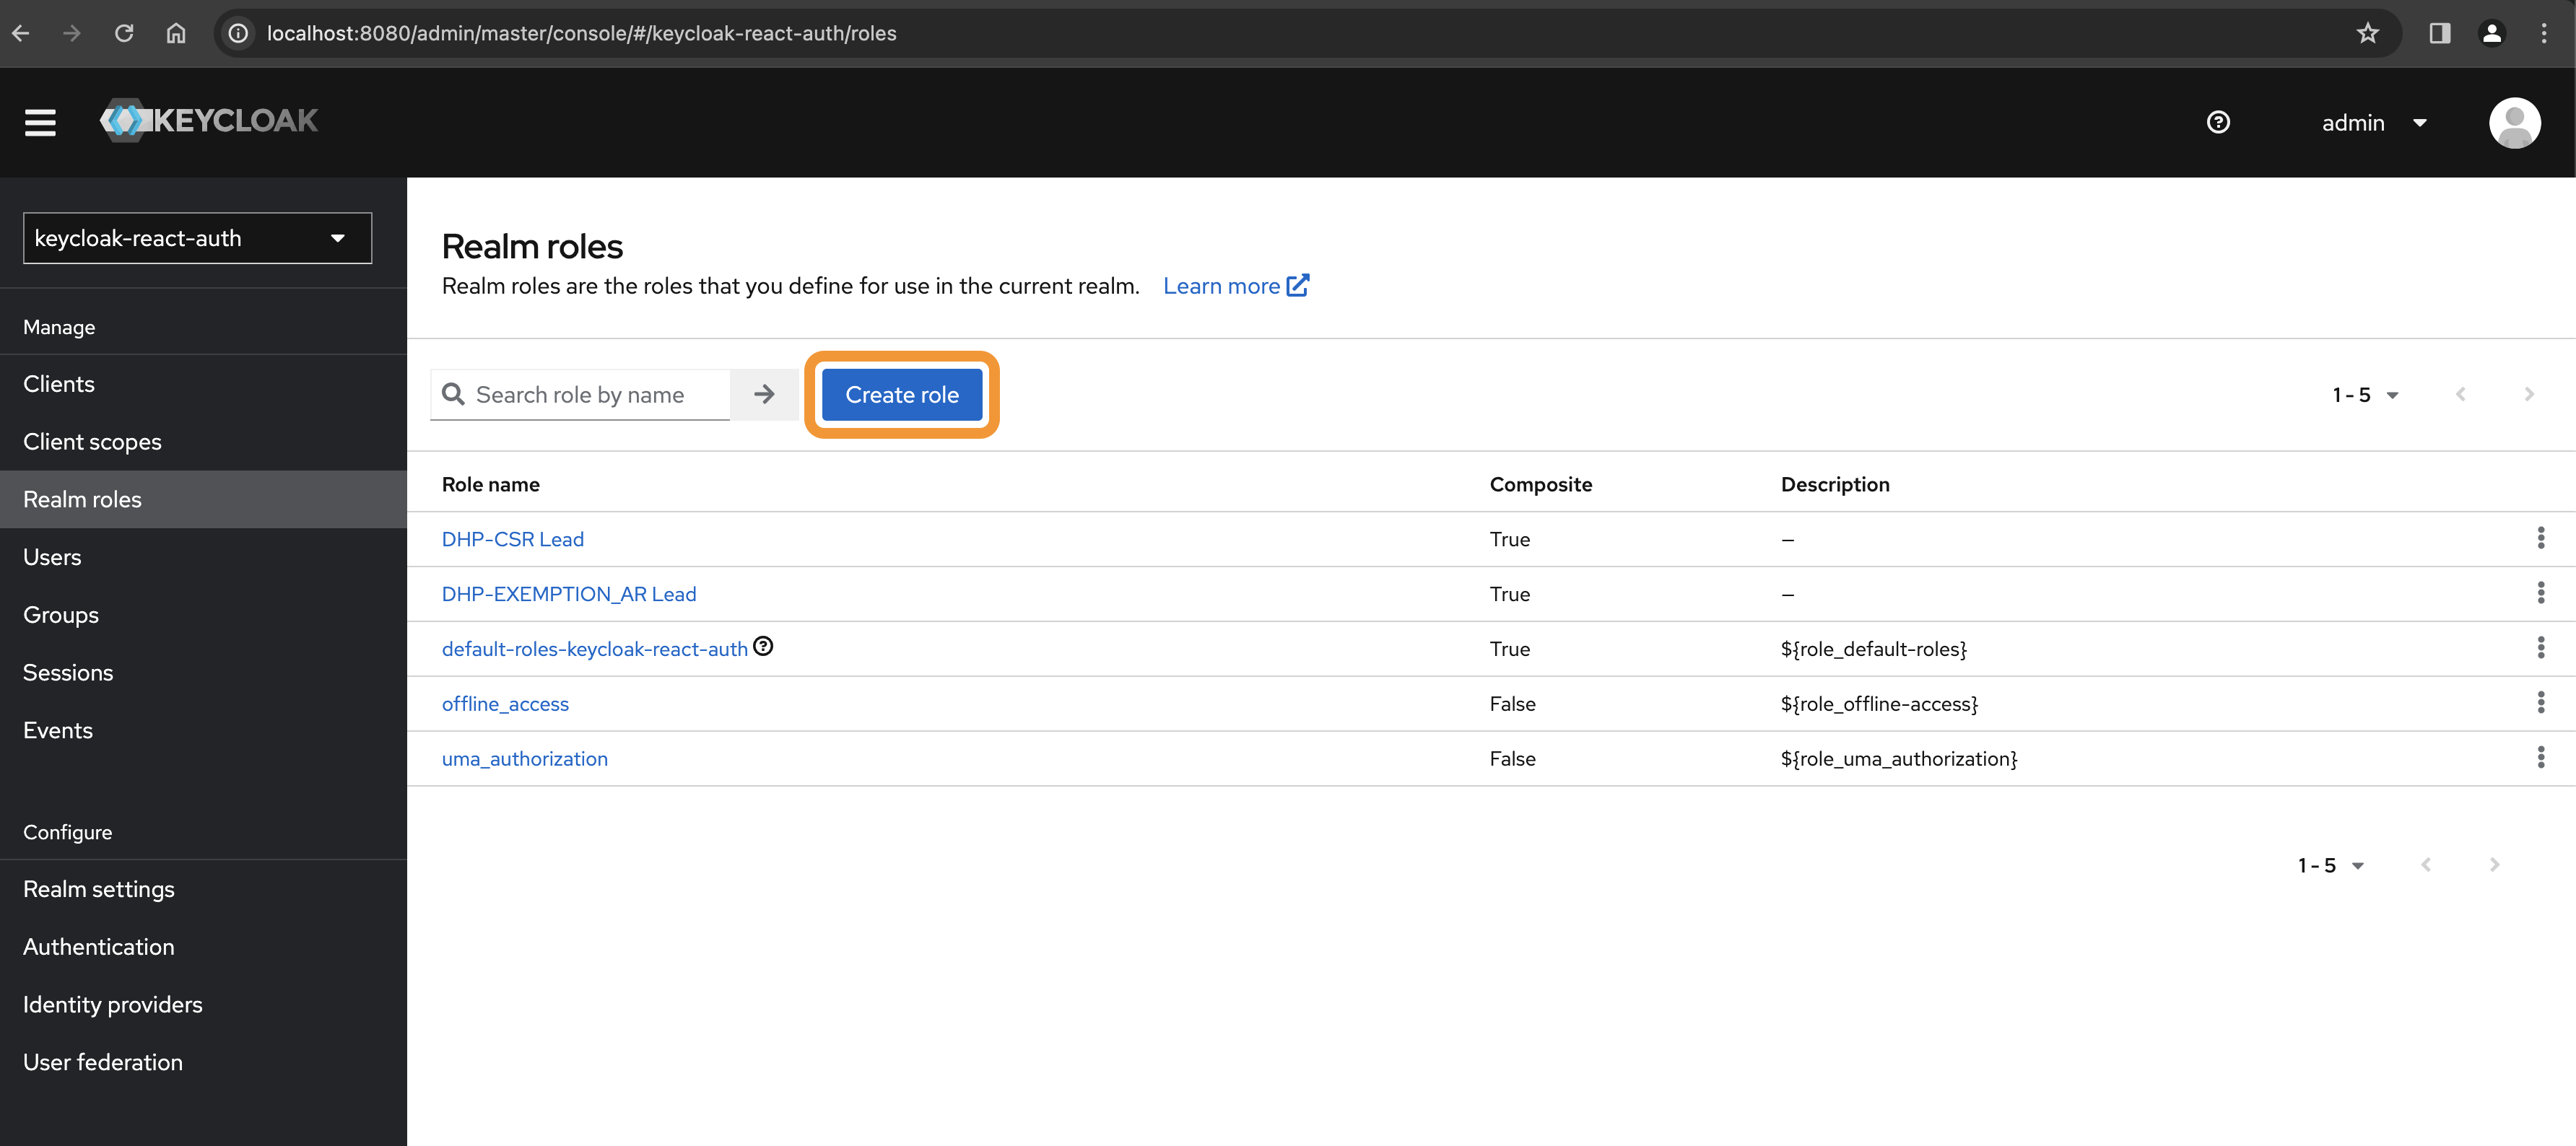 localhost:8080/admin/master/console/#/keycloak-react-auth/roles
KEYCLOAK
admin
keycloak-react-auth
Manage
Clients
Client scopes
Realm roles
Users
Groups
Sessions
Events
Configure
Realm settings
Authentication
Identity providers
User federation
Realm roles
Realm roles are the roles that you define for use in the current realm. Learn more
Search role by name
Create role
1 - 5
Role name Composite Description
DHP-CSR Lead True –
DHP-EXEMPTION_AR Lead True –
default-roles-keycloak-react-auth True ${role_default-roles}
offline_access False ${role_offline-access}
uma_authorization False ${role_uma_authorization}
1 - 5